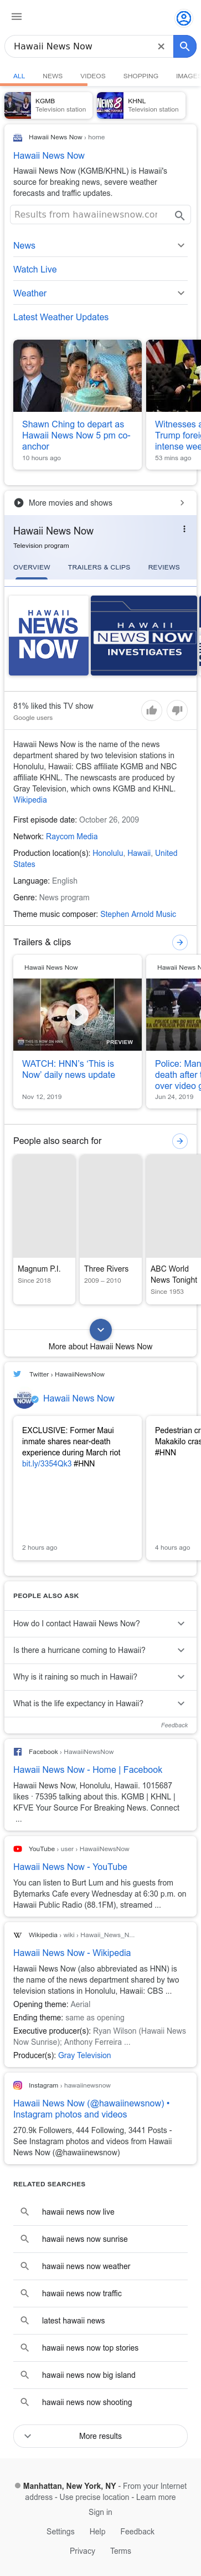 Hawaii News Now
ALL NEWS VIDEOS SHOPPING IMAGES
KGMB
Television station
KHNL
Television station
Hawaii News Now › home
Hawaii News Now
Hawaii News Now (KGMB/KHNL) is Hawaii's
source for breaking news, severe weather
forecasts and traffic updates.
Results from hawaiinewsnow.com
News
Watch Live
Weather
Latest Weather Updates
Shawn Ching to depart as
Hawaii News Now 5 pm co-
anchor
10 hours ago
Witnesses a
Trump forei
intense wee
53 mins ago
More movies and shows
Hawaii News Now
Television program
OVERVIEW TRAILERS & CLIPS REVIEWS
HAWAII
NEWS
NOW
HAWAII
NEWS NOW
INVESTIGATES
81% liked this TV show
Google users
Hawaii News Now is the name of the news
department shared by two television stations in
Honolulu, Hawaii: CBS affiliate KGMB and NBC
affiliate KHNL. The newscasts are produced by
Gray Television, which owns KGMB and KHNL.
Wikipedia
First episode date: October 26, 2009
Network: Raycom Media
Production location(s): Honolulu, Hawaii, United
States
Language: English
Genre: News program
Theme music composer: Stephen Arnold Music
Trailers & clips
Hawaii News Now
THIS IS NOW
PREVIEW
WATCH: HNN's 'This is
Now' daily news update
Nov 12, 2019
Hawaii News N
Police: Man
death after
over video g
Jun 24, 2019
People also search for
Magnum P.I.
Since 2018
Three Rivers
2009 – 2010
ABC World
News Tonight
Since 1953
More about Hawaii News Now
Twitter › HawaiiNewsNow
Hawaii News Now
EXCLUSIVE: Former Maui
inmate shares near-death
experience during March riot
bit.ly/3354Qk3 #HNN
2 hours ago
Pedestrian cr
Makakilo cras
#HNN
4 hours ago
PEOPLE ALSO ASK
How do I contact Hawaii News Now?
Is there a hurricane coming to Hawaii?
Why is it raining so much in Hawaii?
What is the life expectancy in Hawaii?
Feedback
Facebook › HawaiiNewsNow
Hawaii News Now - Home | Facebook
Hawaii News Now, Honolulu, Hawaii. 1015687
likes · 75395 talking about this. KGMB | KHNL |
KFVE Your Source For Breaking News. Connect
...
YouTube › user › HawaiiNewsNow
Hawaii News Now - YouTube
You can listen to Burt Lum and his guests from
Bytemarks Cafe every Wednesday at 6:30 p.m. on
Hawaii Public Radio (88.1FM), streamed ...
Wikipedia › wiki › Hawaii_News_N...
Hawaii News Now - Wikipedia
Hawaii News Now (also abbreviated as HNN) is
the name of the news department shared by two
television stations in Honolulu, Hawaii: CBS ...
Opening theme: Aerial
Ending theme: same as opening
Executive producer(s): Ryan Wilson (Hawaii News
Now Sunrise); Anthony Ferreira ...
Producer(s): Gray Television
Instagram › hawaiinewsnow
Hawaii News Now (@hawaiinewsnow) •
Instagram photos and videos
270.9k Followers, 444 Following, 3441 Posts -
See Instagram photos and videos from Hawaii
News Now (@hawaiinewsnow)
RELATED SEARCHES
hawaii news now live
hawaii news now sunrise
hawaii news now weather
hawaii news now traffic
latest hawaii news
hawaii news now top stories
hawaii news now big island
hawaii news now shooting
More results
Manhattan, New York, NY - From your Internet
address - Use precise location - Learn more
Sign in
Settings Help Feedback
Privacy Terms